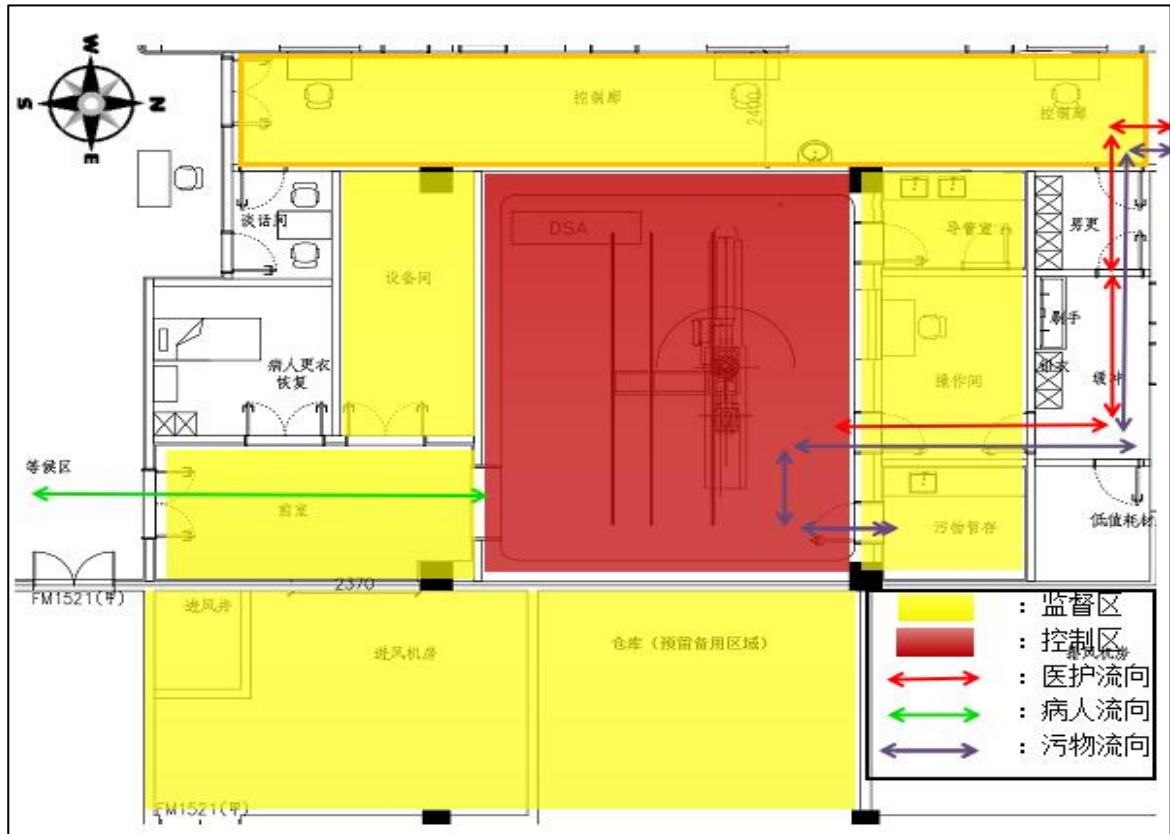 W
S
N
E
控制廊
控制廊
2400
谈话间
DSA
导管室
男更
设备间
刷手
病人更衣
恢复
操作间
缓冲
等候区
前室
污物暂存
低值耗材
FM1521(甲)
2370
进风井
进风机房
仓库（预留备用区域）
排风机房
FM1521(甲)
：监督区
：控制区
：医护流向
：病人流向
：污物流向